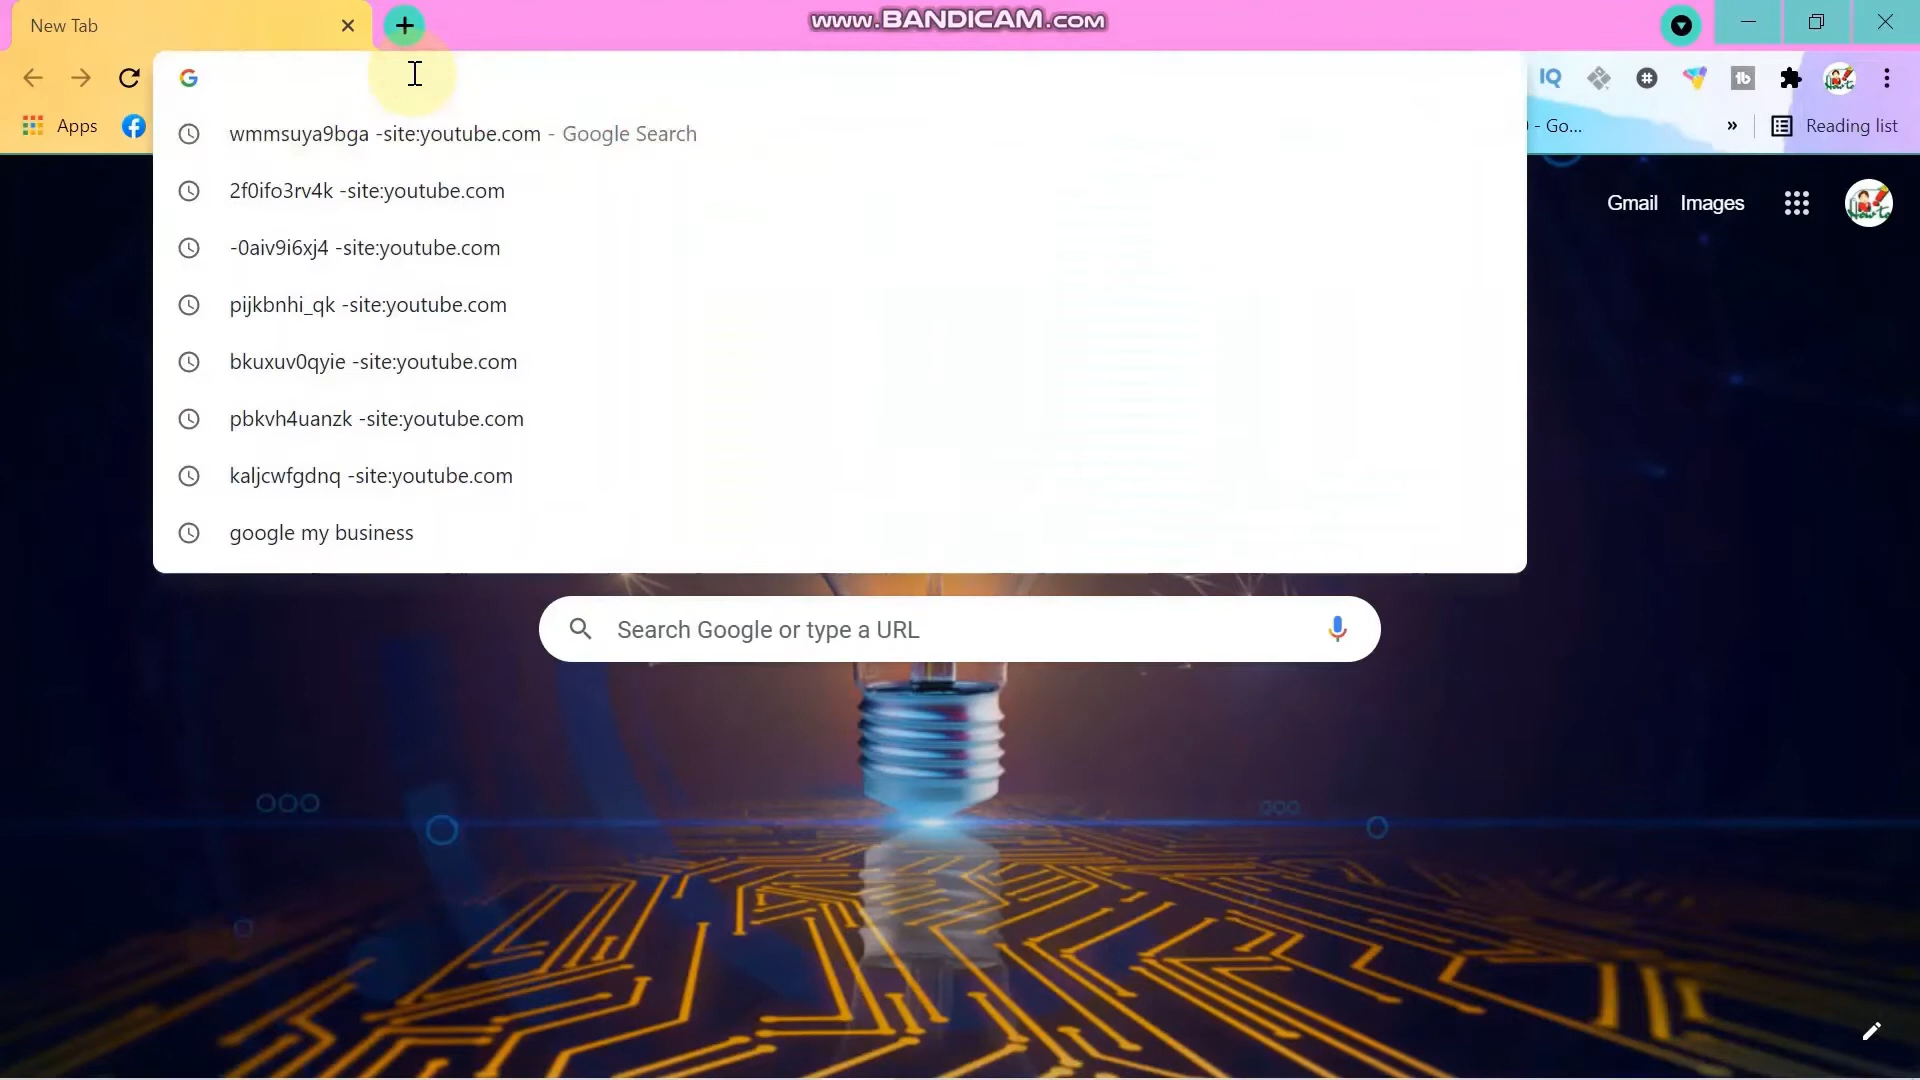 New Tab
www.BANDICAM.com
wmmsuya9bga -site:youtube.com - Google Search
2f0ifo3rv4k -site:youtube.com
-0aiv9i6xj4 -site:youtube.com
pijkbnhi_qk -site:youtube.com
bkuxuv0qyie -site:youtube.com
pbkvh4uanzk -site:youtube.com
kaljcwfgdnq -site:youtube.com
google my business
Apps
- Go...
»
Reading list
Gmail Images
Search Google or type a URL